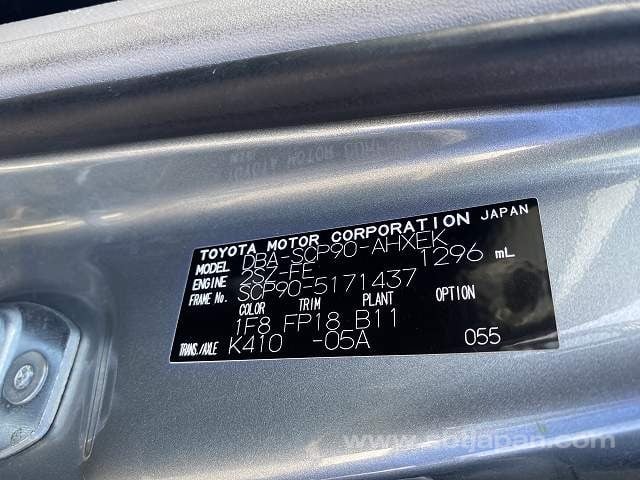 TOYOTA MOTOR CORPORATION JAPAN
MODEL DBA-SCP90-AHXEK
ENGINE 2SZ-FE 1296 mL
FRAME No. SCP90-5171437
COLOR TRIM PLANT OPTION
1F8 FP18 B11
TRANS./AXLE K410 -05A 055
www.sbtjapan.com